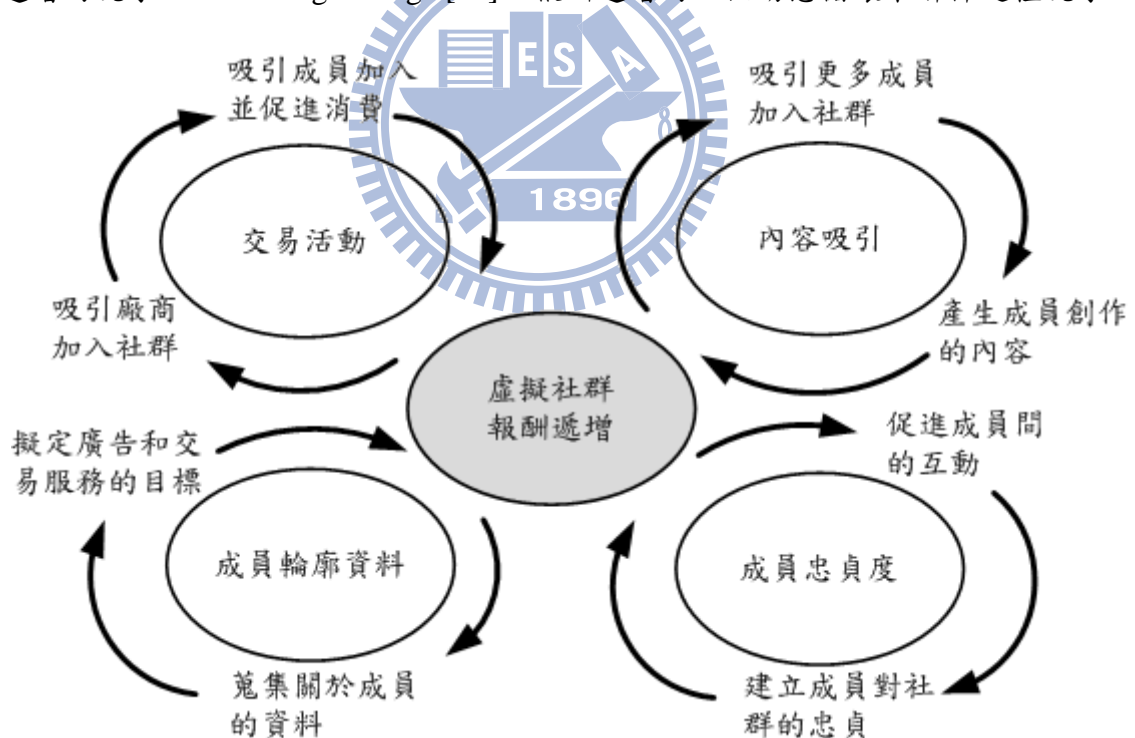 吸引成員加入
並促進消費
吸引更多成員
加入社群
E S A
1896
交易活動
內容吸引
吸引廠商
加入社群
產生成員創作
的內容
虛擬社群
報酬遞增
擬定廣告和交
易服務的目標
促進成員間
的互動
成員輪廓資料
成員忠貞度
蒐集關於成員
的資料
建立成員對社
群的忠貞